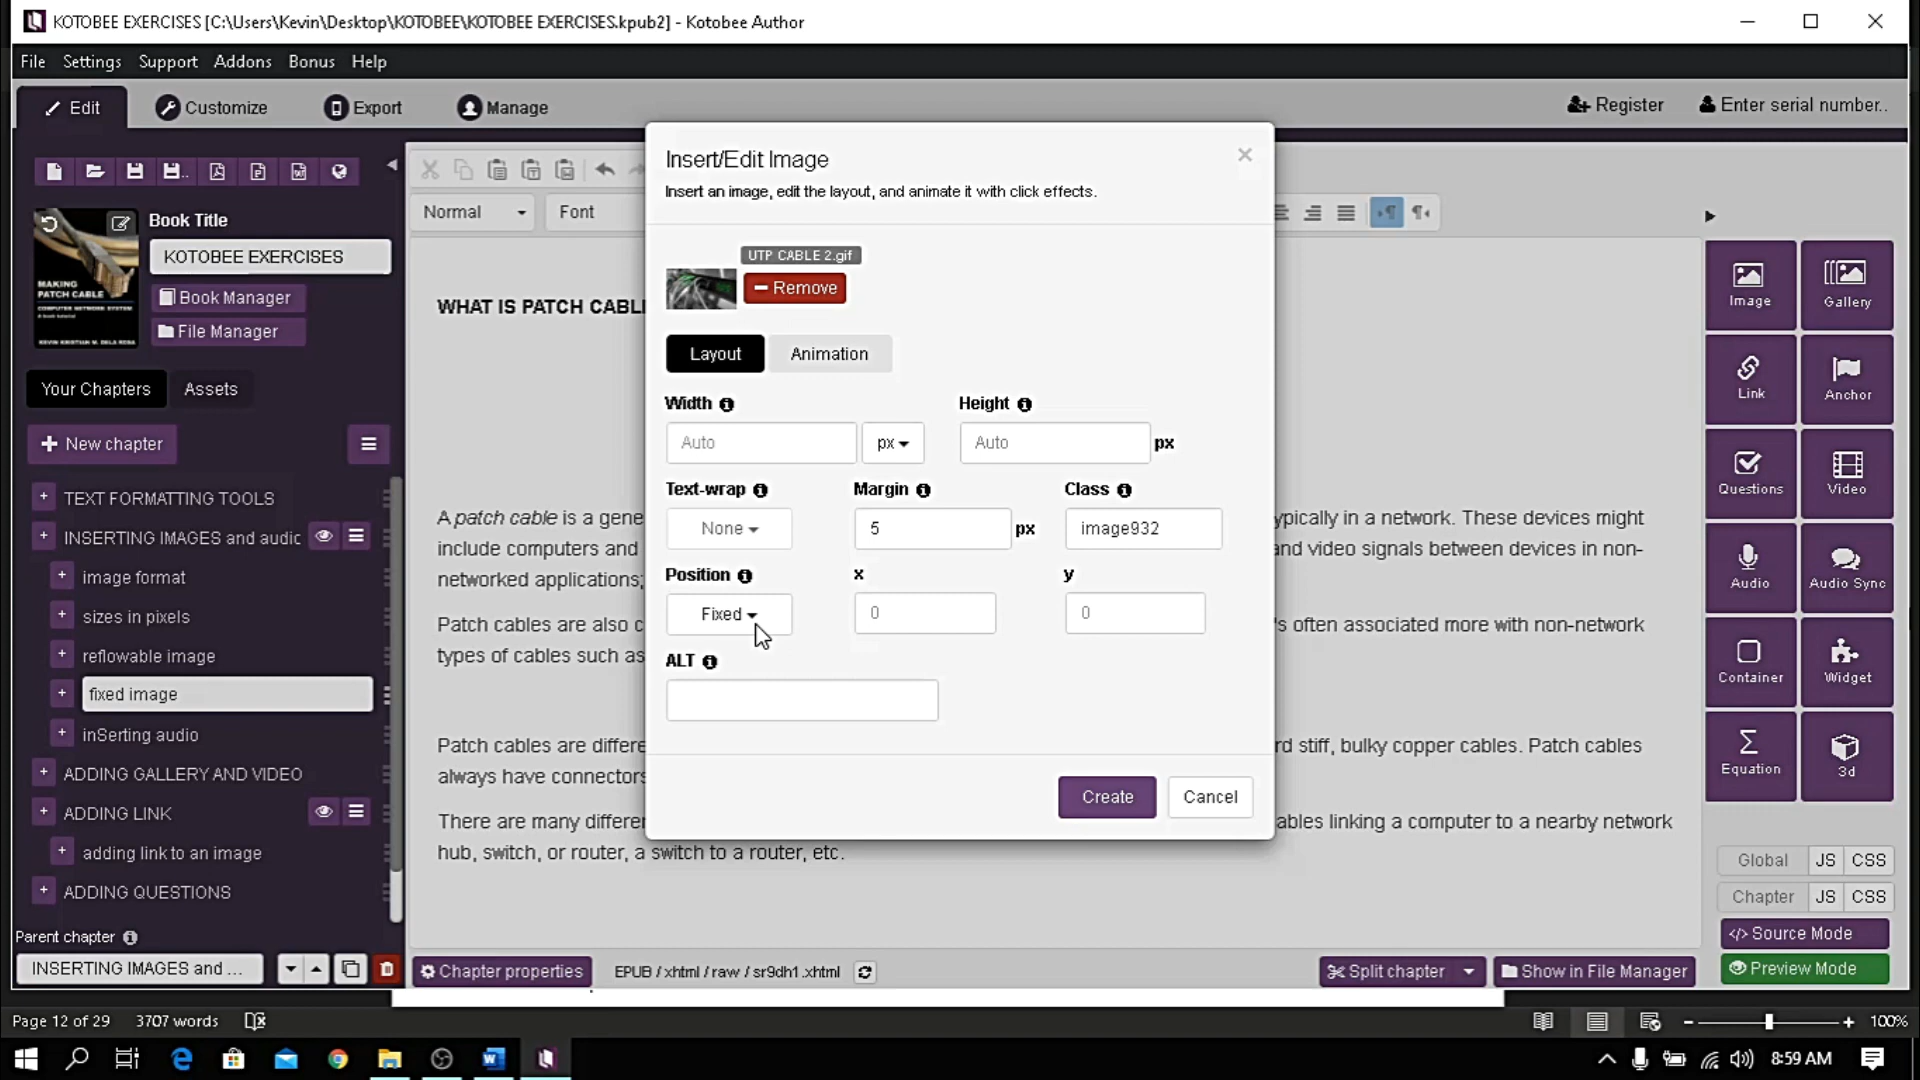 KOTOBEE EXERCISES [C:\Users\Kevin\Desktop\KOTOBEE\KOTOBEE EXERCISES.kpub2] - Kotobee Author
File Settings Support Addons Bonus Help
Edit Customize Export Manage Register Enter serial number..
Book Title
KOTOBEE EXERCISES
Book Manager
File Manager
MAKING
PATCH CABLE
COMPUTER NETWORK SYSTEM
KEVIN KRISTIAN M. DELA ROSA
Your Chapters Assets
New chapter
TEXT FORMATTING TOOLS
INSERTING IMAGES and audic
image format
sizes in pixels
reflowable image
fixed image
inSerting audio
ADDING GALLERY AND VIDEO
ADDING LINK
adding link to an image
ADDING QUESTIONS
Parent chapter
INSERTING IMAGES and ...
Normal Font
WHAT IS PATCH CABL
A patch cable is a gene ypically in a network. These devices might
include computers and and video signals between devices in non-
networked applications;
Patch cables are also c 's often associated more with non-network
types of cables such as
Patch cables are differe rd stiff, bulky copper cables. Patch cables
always have connectors
There are many differer ables linking a computer to a nearby network
hub, switch, or router, a switch to a router, etc.
Insert/Edit Image
×
Insert an image, edit the layout, and animate it with click effects.
UTP CABLE 2.gif
Remove
Layout Animation
Width Height
Auto px Auto px
Text-wrap Margin Class
None 5 px image932
Position x y
Fixed 0 0
ALT
Create Cancel
Image Gallery
Link Anchor
Questions Video
Audio Audio Sync
Container Widget
Equation 3d
Global JS CSS
Chapter JS CSS
</> Source Mode
Preview Mode
Chapter properties EPUB / xhtml / raw / sr9dh1.xhtml Split chapter Show in File Manager
Page 12 of 29 3707 words 100%
8:59 AM